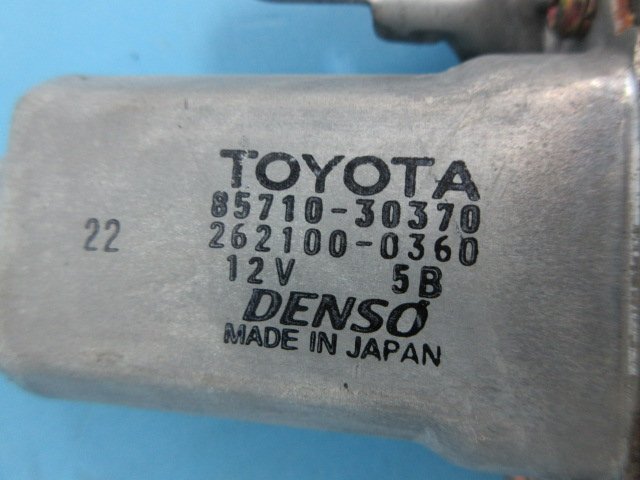 TOYOTA
85710-30370
22
262100-0360
12V 5B
DENSO
MADE IN JAPAN